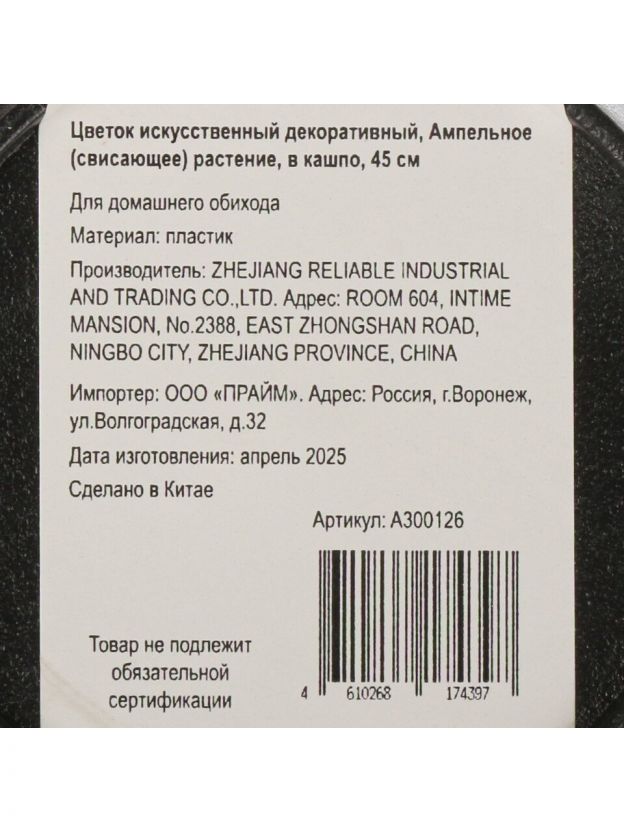 Цветок искусственный декоративный, Ампельное
(свисающее) растение, в кашпо, 45 см
Для домашнего обихода
Материал: пластик
Производитель: ZHEJIANG RELIABLE INDUSTRIAL
AND TRADING CO.,LTD. Адрес: ROOM 604, INTIME
MANSION, No.2388, EAST ZHONGSHAN ROAD,
NINGBO CITY, ZHEJIANG PROVINCE, CHINA
Импортер: ООО «ПРАЙМ». Адрес: Россия, г.Воронеж,
ул.Волгоградская, д.32
Дата изготовления: апрель 2025
Сделано в Китае
Артикул: А300126
Товар не подлежит
обязательной
сертификации
4 610268 174397